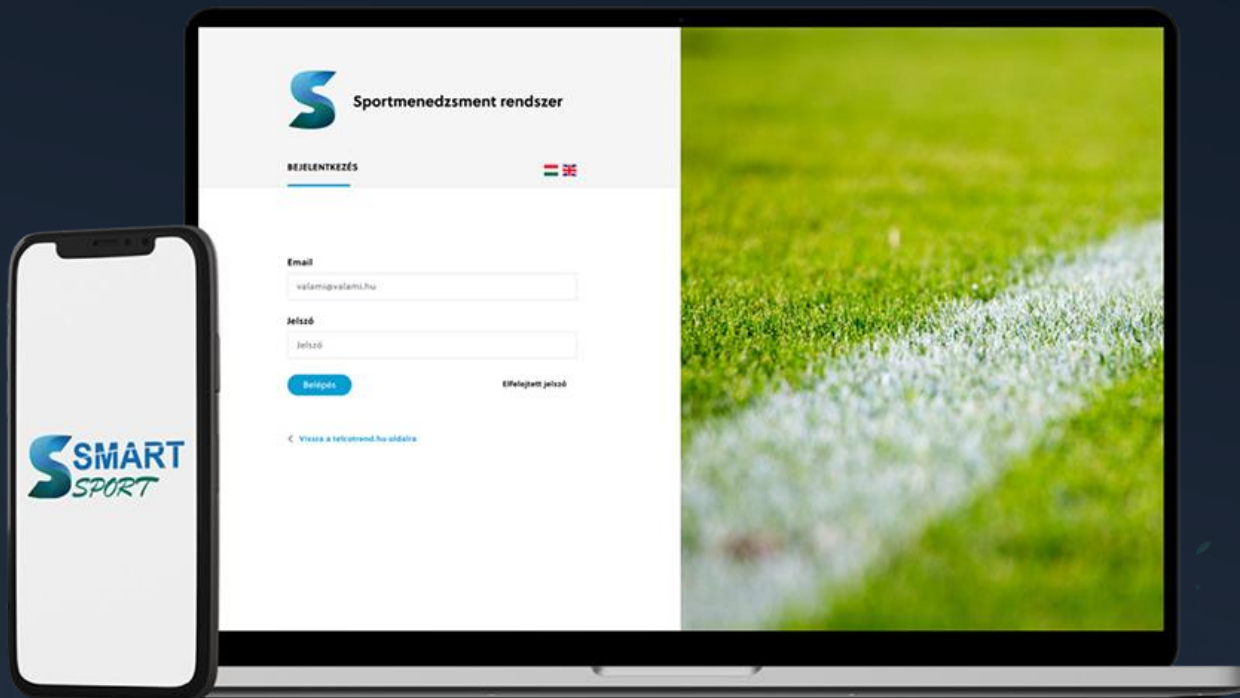 Sportmenedzsment rendszer
BEJELENTKEZÉS
Email
valami@valami.hu
Jelszó
Jelszó
Belépés
Elfelejtett jelszó
Vissza a telcotrend.hu oldalra
SMART
SPORT